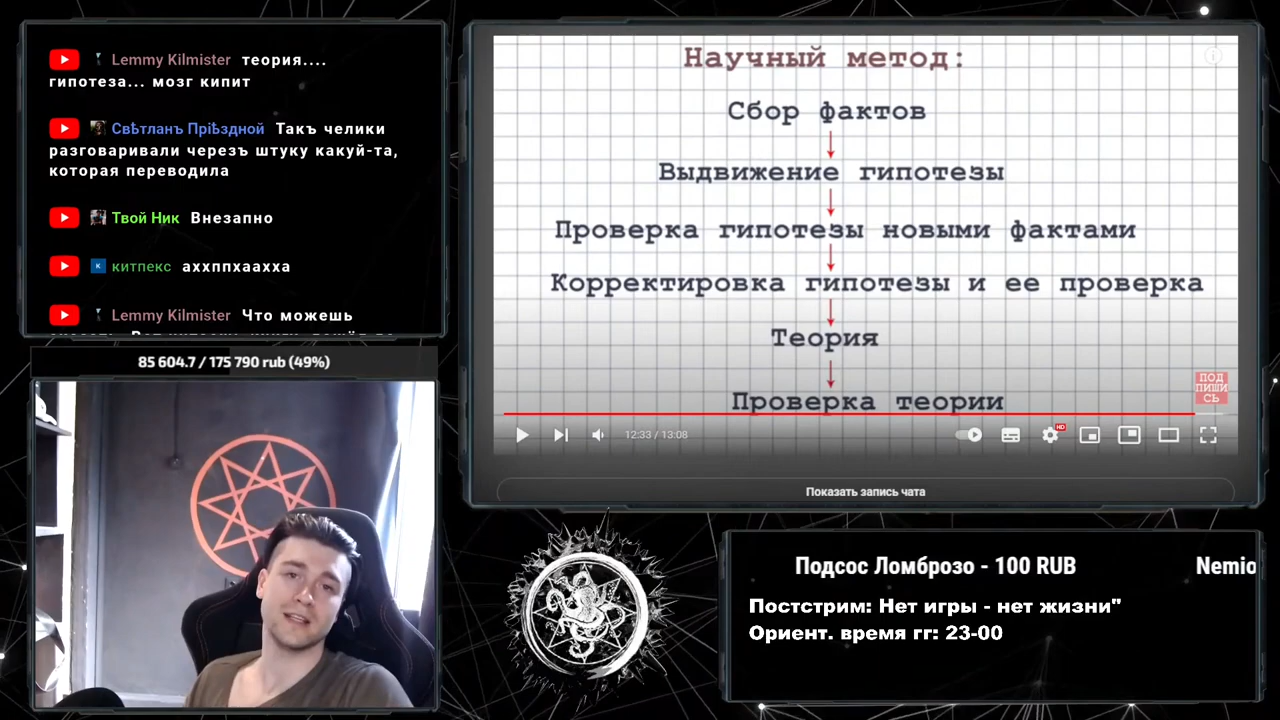 Lemmy Kilmister теория....
гипотеза... мозг кипит
Свѣтланъ Прiѣздной Такъ челики
разговаривали черезъ штуку какуй-та,
которая переводила
Твой Ник Внезапно
китпекс аххппхаахха
Lemmy Kilmister Что можешь
85 604.7 / 175 790 rub (49%)
Научный метод:
Сбор фактов
Выдвижение гипотезы
Проверка гипотезы новыми фактами
Корректировка гипотезы и ее проверка
Теория
Проверка теории
ПОД
ПИШИ
СЬ
12:33 / 13:08
HD
Показать запись чата
Подсос Ломброзо - 100 RUB Nemio
Постстрим: Нет игры - нет жизни"
Ориент. время гг: 23-00